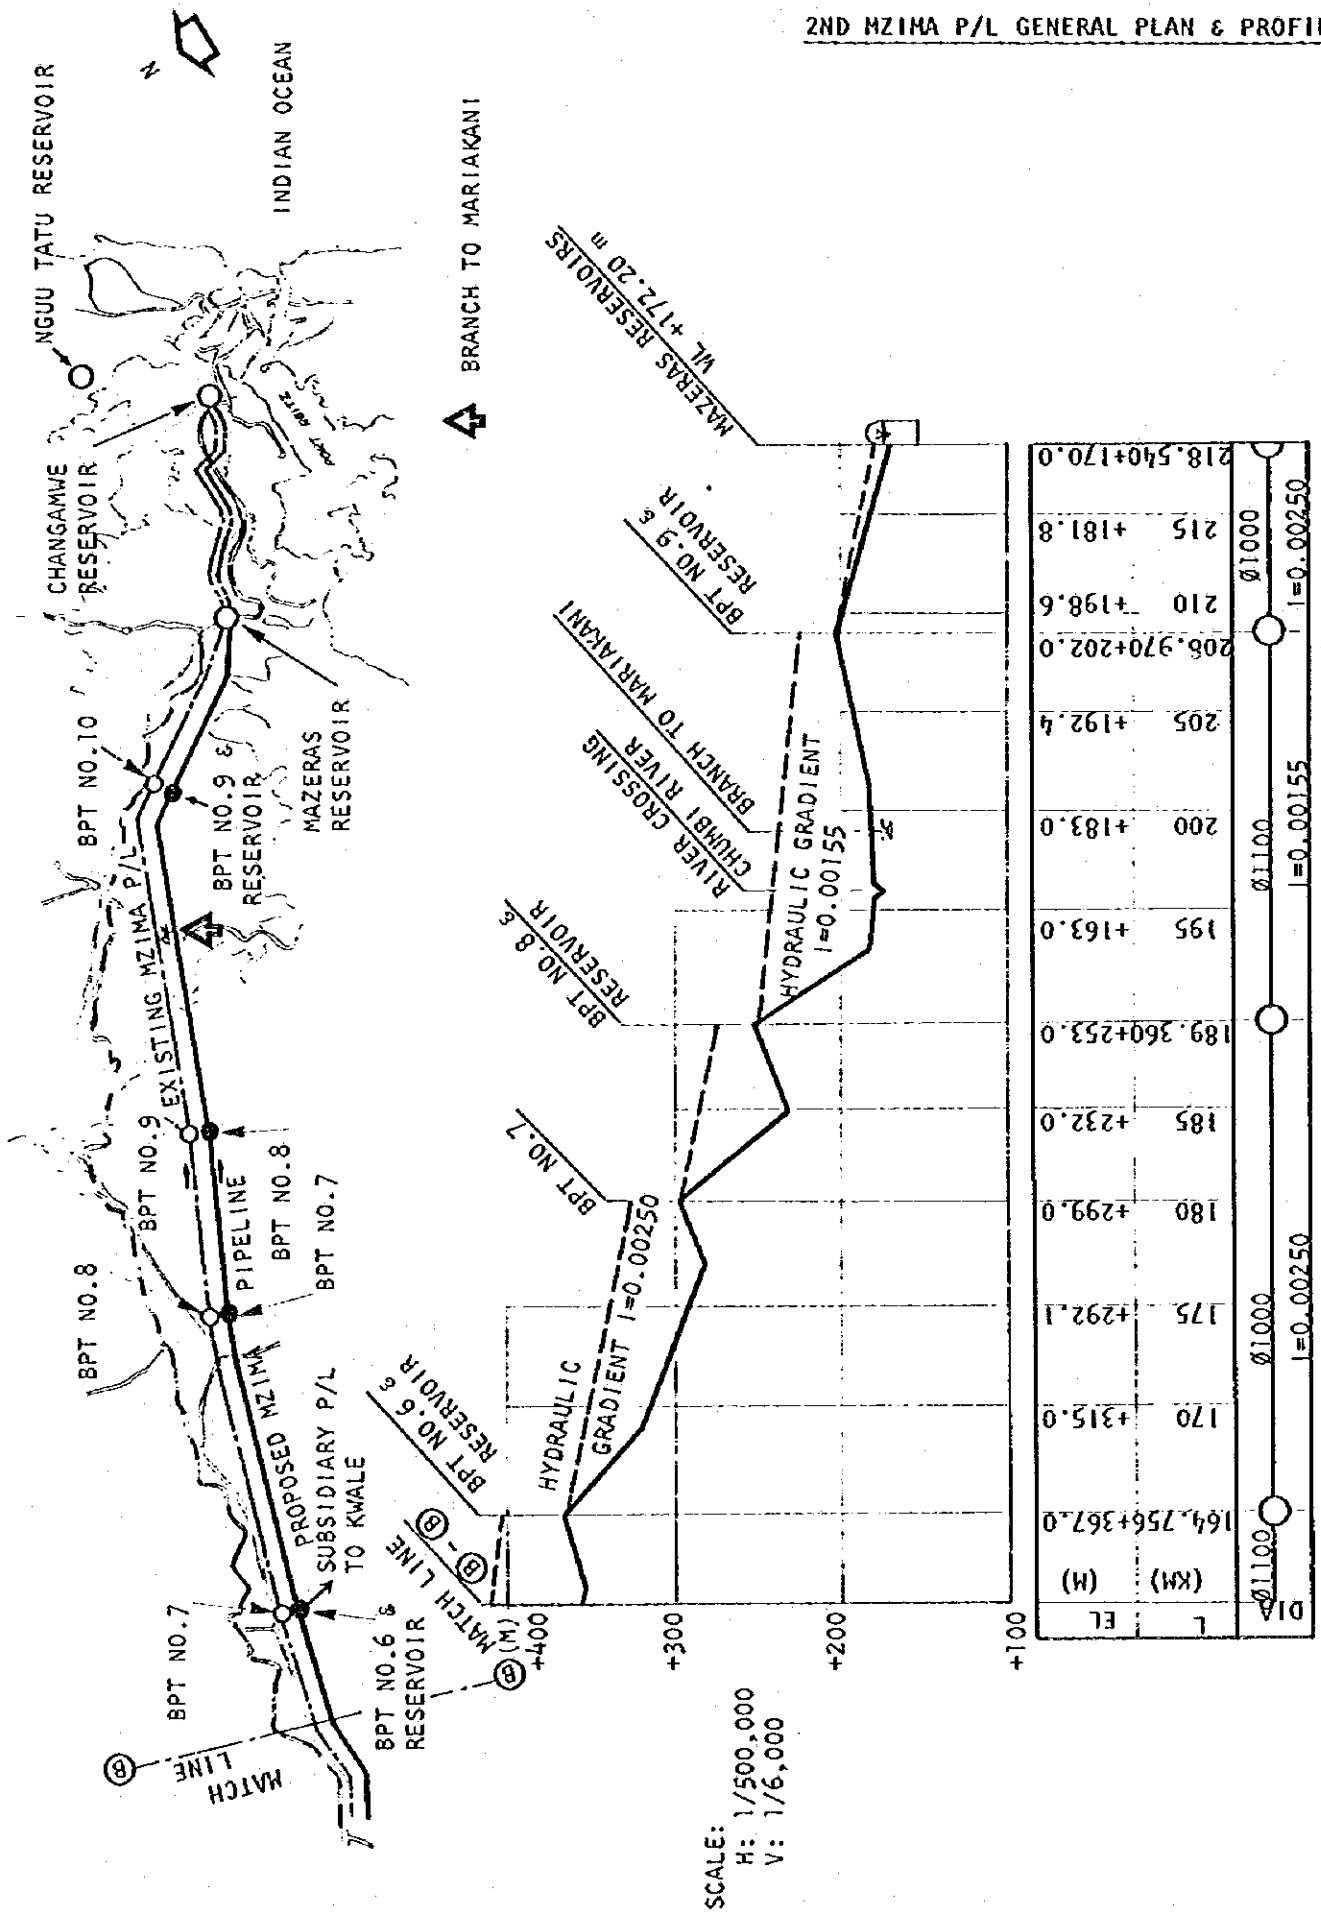 2ND MZIMA P/L GENERAL PLAN &
N
NGUU TATU RESERVOIR
INDIAN OCEAN
CHANGAMWE
RESERVOIR
PORT REITZ
BRANCH TO MARIAKANI
BPT NO.10
BPT NO.9 &
RESERVOIR
MAZERAS
RESERVOIR
EXISTING MZIMA P/L
BPT NO.9
BPT NO.8
BPT NO.8
BPT NO.7
PROPOSED MZIMA PIPELINE
SUBSIDIARY P/L
TO KWALE
BPT NO.7
BPT NO.6 &
RESERVOIR
B
MATCH
LINE
B
MATCH LINE
B-B
BPT NO.6 &
RESERVOIR
BPT NO.7
BPT NO.8 &
RESERVOIR
RIVER CROSSING
CHUMBI RIVER
BRANCH TO MARIAKANI
BPT NO.9 &
RESERVOIR
MAZERAS RESERVOIRS
WL +172.20 m
HYDRAULIC
GRADIENT I=0.00250
HYDRAULIC GRADIENT
I=0.00155
(M)
+400
+300
+200
+100
SCALE:
H: 1/500,000
V: 1/6,000
EL (M) +367.0 +315.0 +292.1 +299.0 +232.0 +253.0 +163.0 +183.0 +192.4 +202.0 +198.6 +181.8 +170.0
L (KM) 164.756 170 175 180 185 189.360 195 200 205 208.970 210 215 218.540
DIA Ø1100 Ø1000 Ø1100 Ø1000
I=0.00250 I=0.00155 I=0.00250